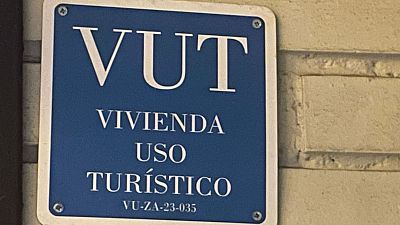 VUT
VIVIENDA
USO
TURÍSTICO
VU-ZA-23-035